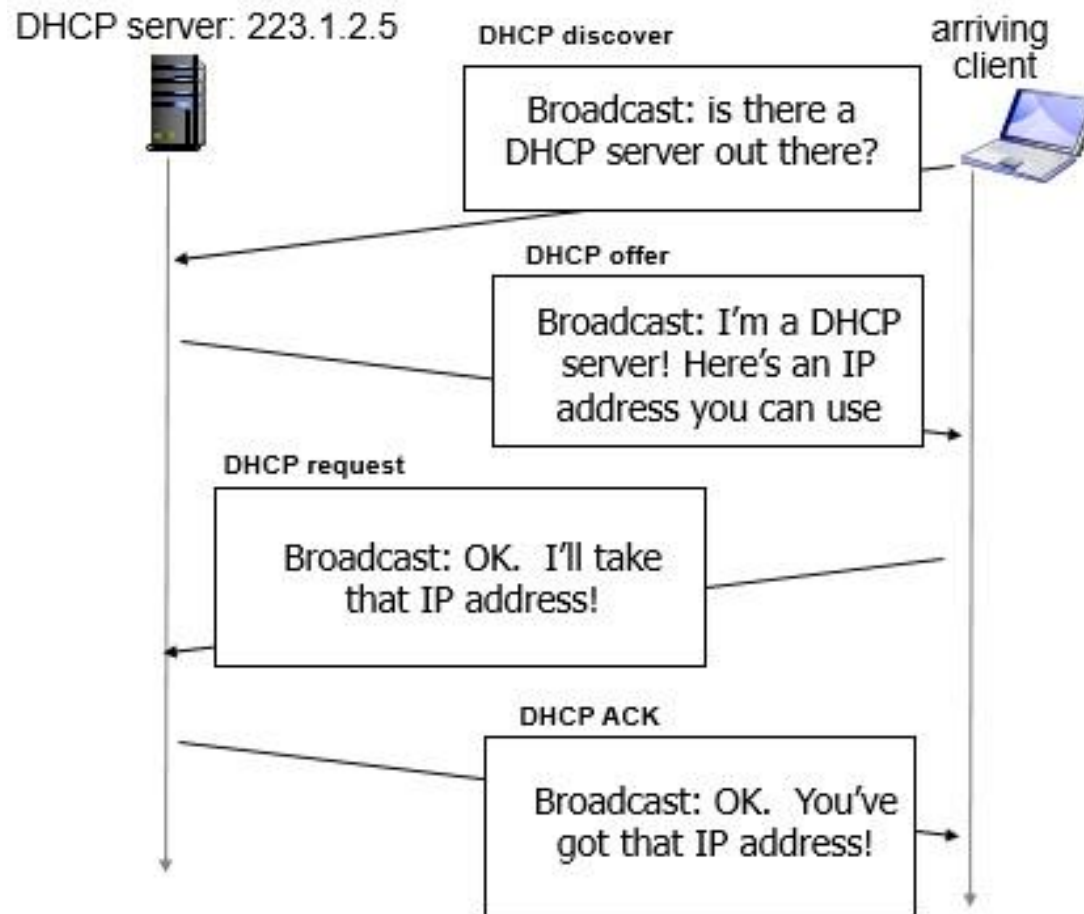 DHCP server: 223.1.2.5
arriving
client
DHCP discover
Broadcast: is there a
DHCP server out there?
DHCP offer
Broadcast: I'm a DHCP
server! Here's an IP
address you can use
DHCP request
Broadcast: OK.  I'll take
that IP address!
DHCP ACK
Broadcast: OK.  You've
got that IP address!